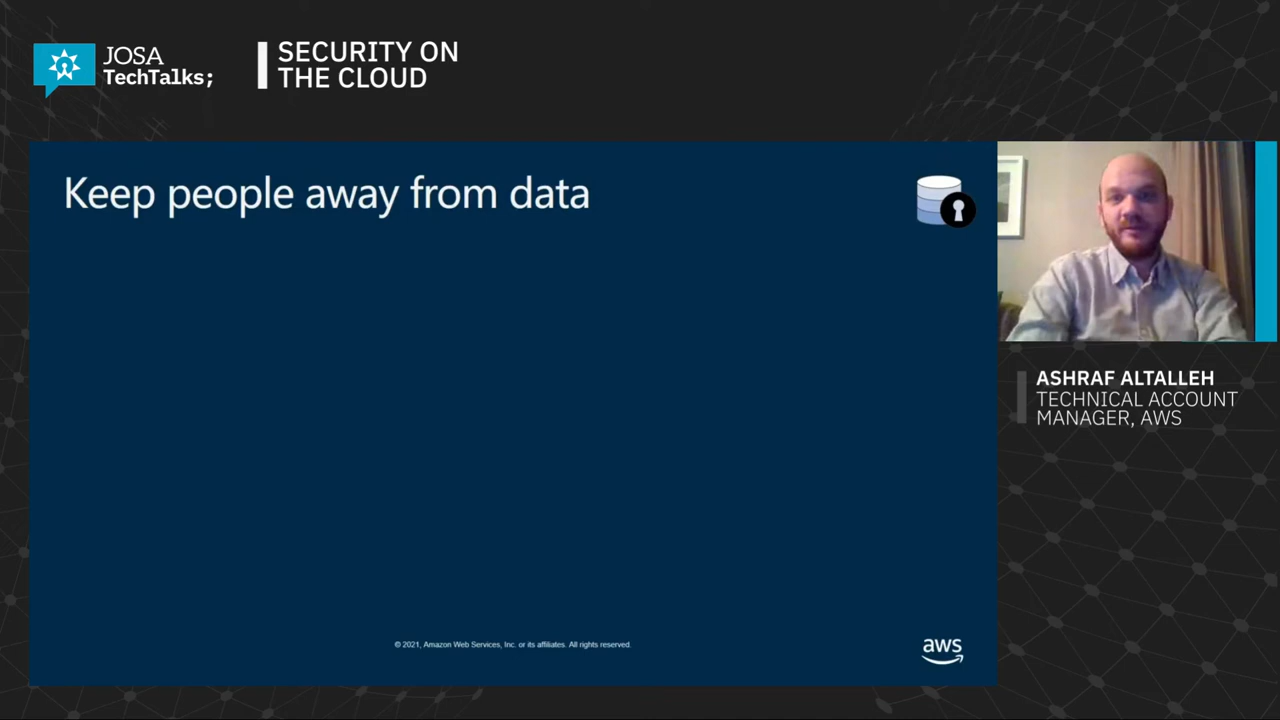 JOSA
TechTalks;
SECURITY ON
THE CLOUD
Keep people away from data
ASHRAF ALTALLEH
TECHNICAL ACCOUNT
MANAGER, AWS
© 2021, Amazon Web Services, Inc. or its affiliates. All rights reserved.
aws